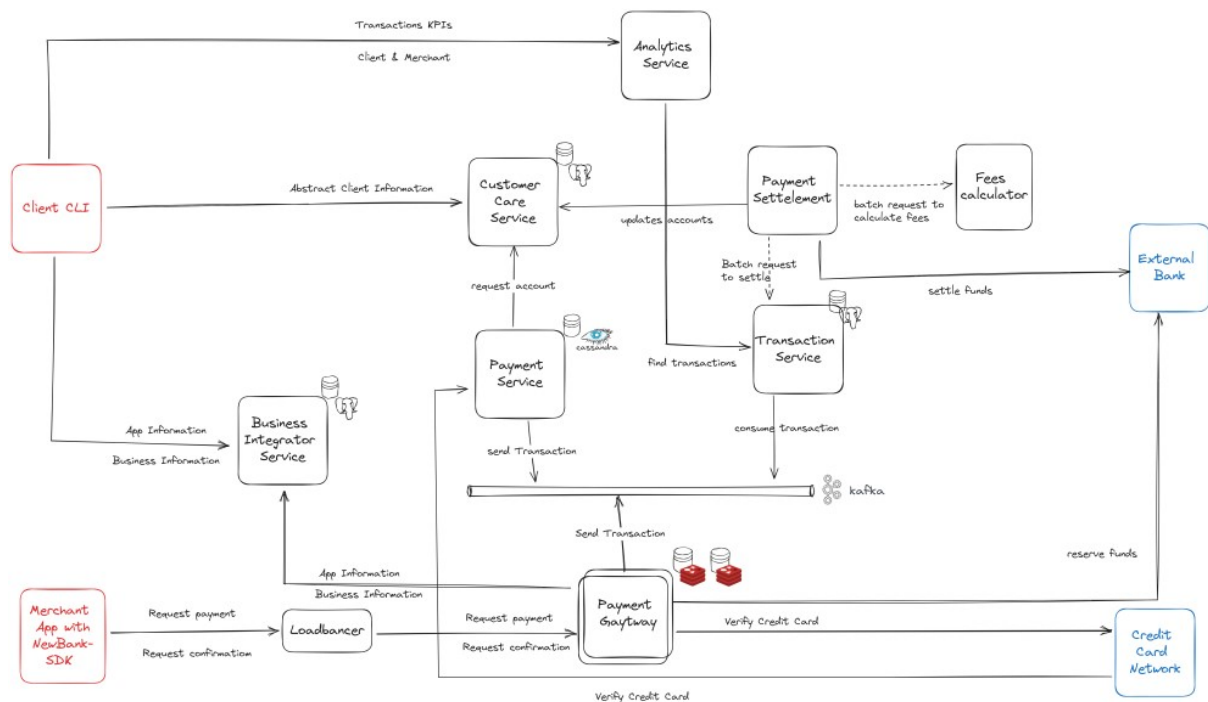 Transactions KPIs
Client & Merchant
Analytics
Service
Client CLI
Abstract Client Information
Customer
Care
Service
updates accounts
Payment
Settelement
batch request to
calculate fees
Fees
calculator
Batch request
to settle
settle funds
External
Bank
request account
cassandra
Payment
Service
find transactions
Transaction
Service
App Information
Business Information
Business
Integrator
Service
send Transaction
consume transaction
kafka
Send Transaction
reserve funds
App Information
Business Information
Merchant
App with
NewBank-
SDK
Request payment
Request confirmation
Loadbancer
Request payment
Request confirmation
Payment
Gaytway
Verify Credit Card
Credit
Card
Network
Verify Credit Card